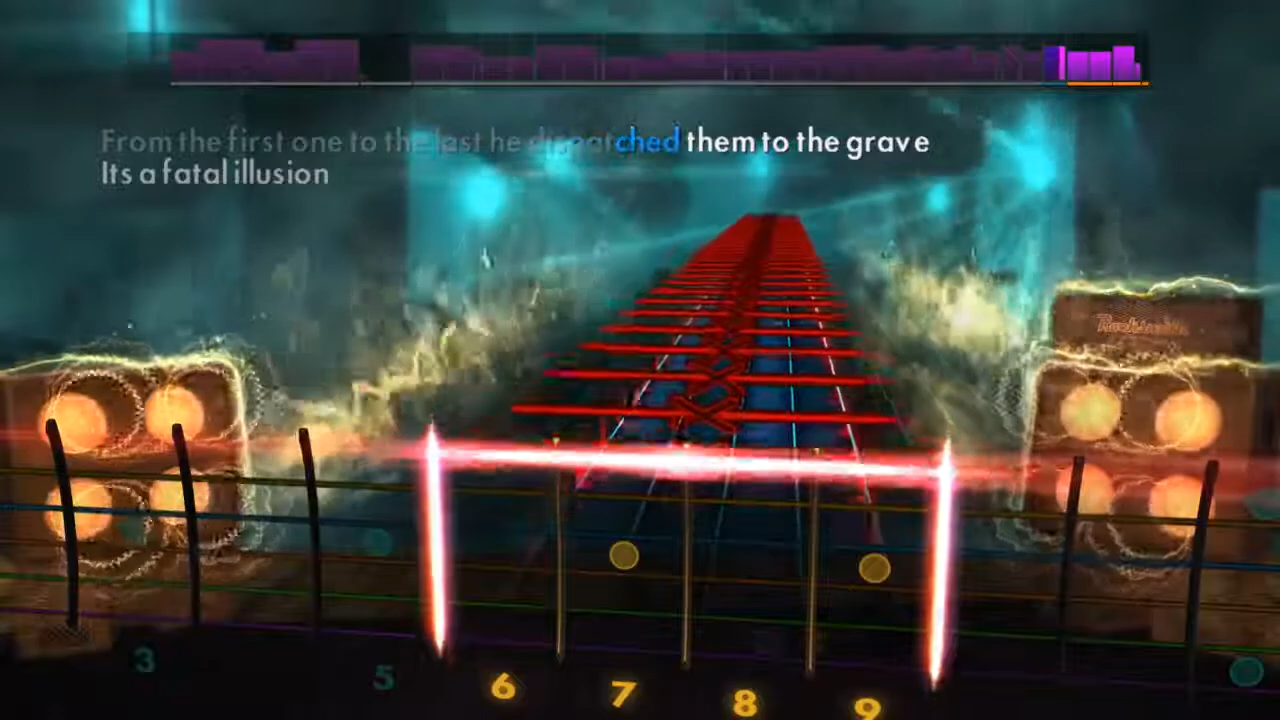 From the first one to the last he dispatched them to the grave
Its a fatal illusion
Rocksmith
3 5 6 7 8 9